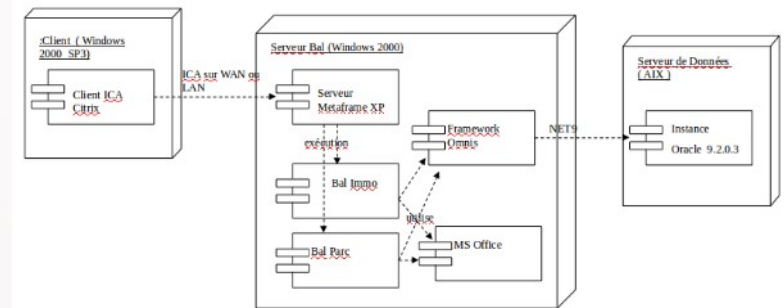 :Client ( Windows
2000 SP3)
Client ICA
Citrix
ICA sur WAN ou
LAN
Serveur Bal (Windows 2000)
Serveur
Metaframe XP
exécution
Bal Immo
Bal Parc
Framework
Omnis
utilise
MS Office
NET9
Serveur de Données
( AIX )
Instance
Oracle 9.2.0.3